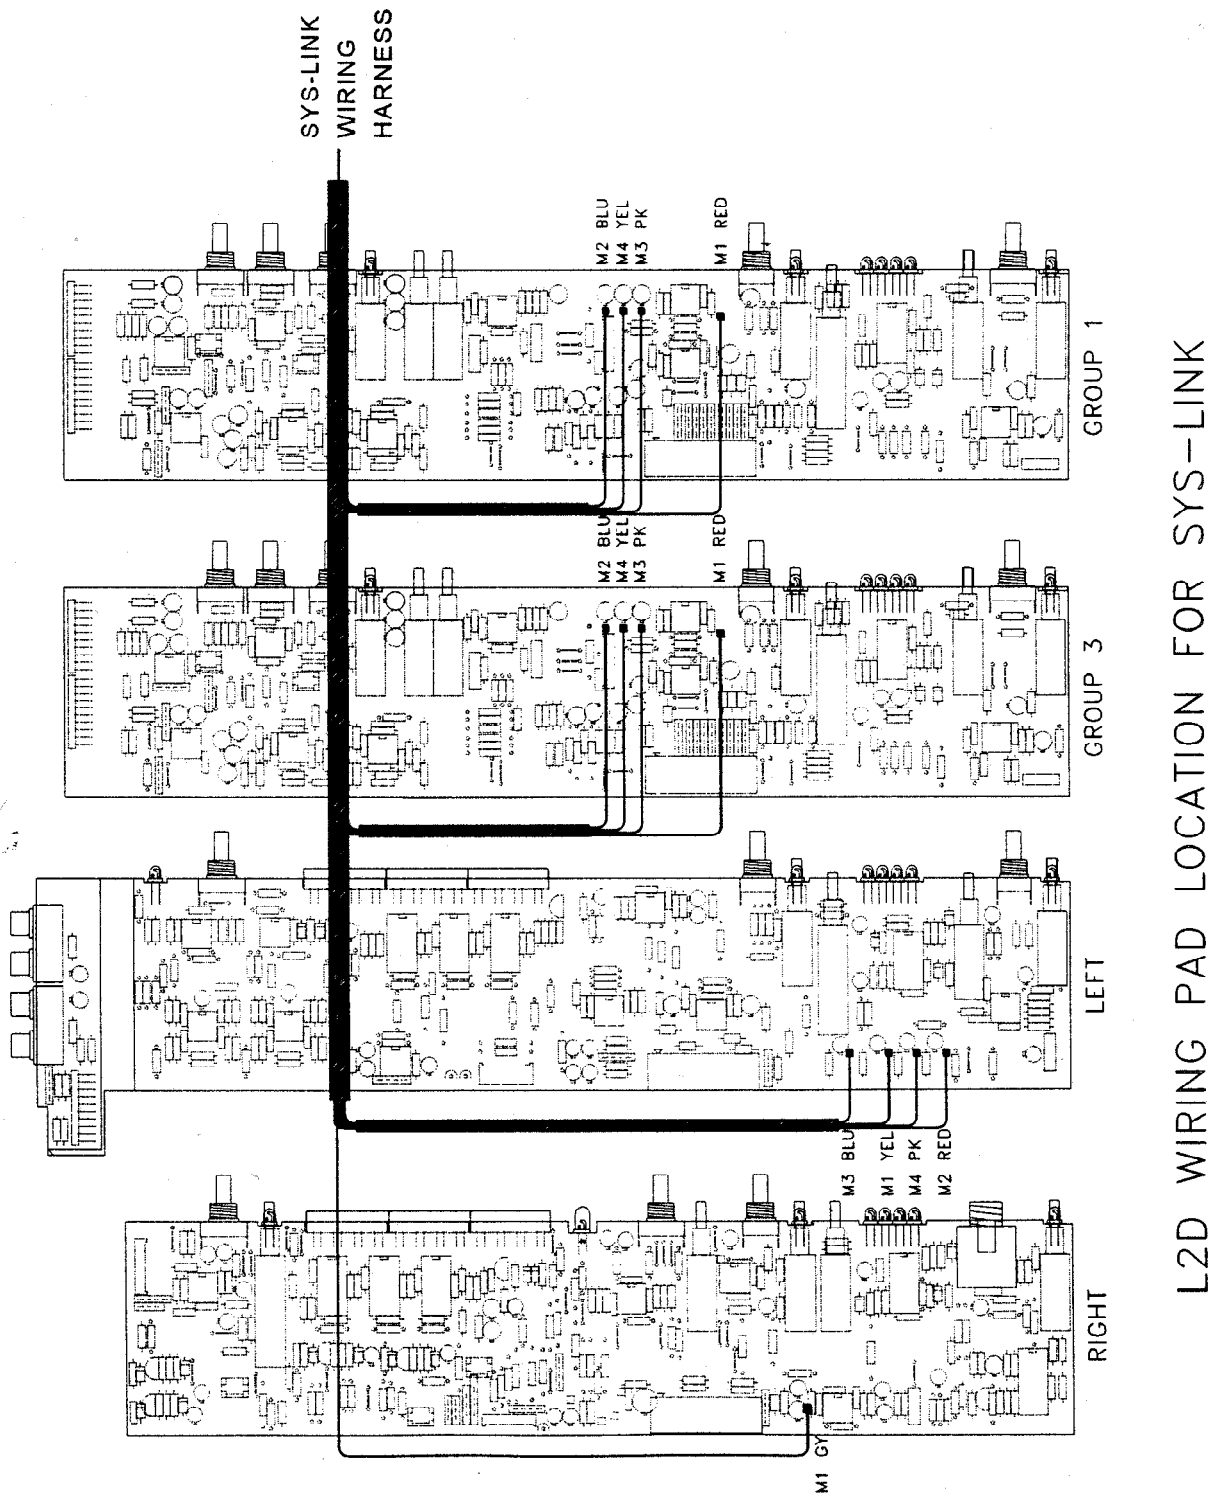 SYS-LINK
WIRING
HARNESS
M2 BLU
M4 YEL
M3 PK
M1 RED
GROUP 1
M2 BLU
M4 YEL
M3 PK
M1 RED
GROUP 3
LEFT
M3 BLU
M1 YEL
M4 PK
M2 RED
RIGHT
M1 GY
L2D WIRING PAD LOCATION FOR SYS-LINK